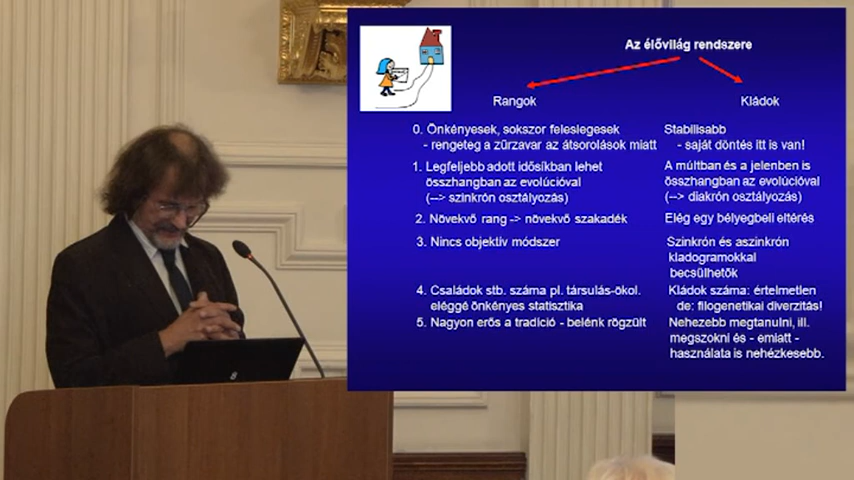 Az élővilág rendszere
Rangok
Kládok
0. Önkényesek, sokszor feleslegesek
- rengeteg a zűrzavar az átsorolások miatt
Stabilisabb
- saját döntés itt is van!
1. Legfeljebb adott idősíkban lehet
összhangban az evolúcióval
(--> szinkrón osztályozás)
A múltban és a jelenben is
összhangban az evolúcióval
(--> diakrón osztályozás)
2. Növekvő rang -> növekvő szakadék
Elég egy bélyegbeli eltérés
3. Nincs objektív módszer
Szinkrón és aszinkrón
kladogramokkal
becsülhetők
4. Családok stb. száma pl. társulás-ökol.
eléggé önkényes statisztika
Kládok száma: értelmetlen
de: filogenetikai diverzitás!
5. Nagyon erős a tradíció - belénk rögzült
Nehezebb megtanulni, ill.
megszokni és - emiatt -
használata is nehézkesebb.